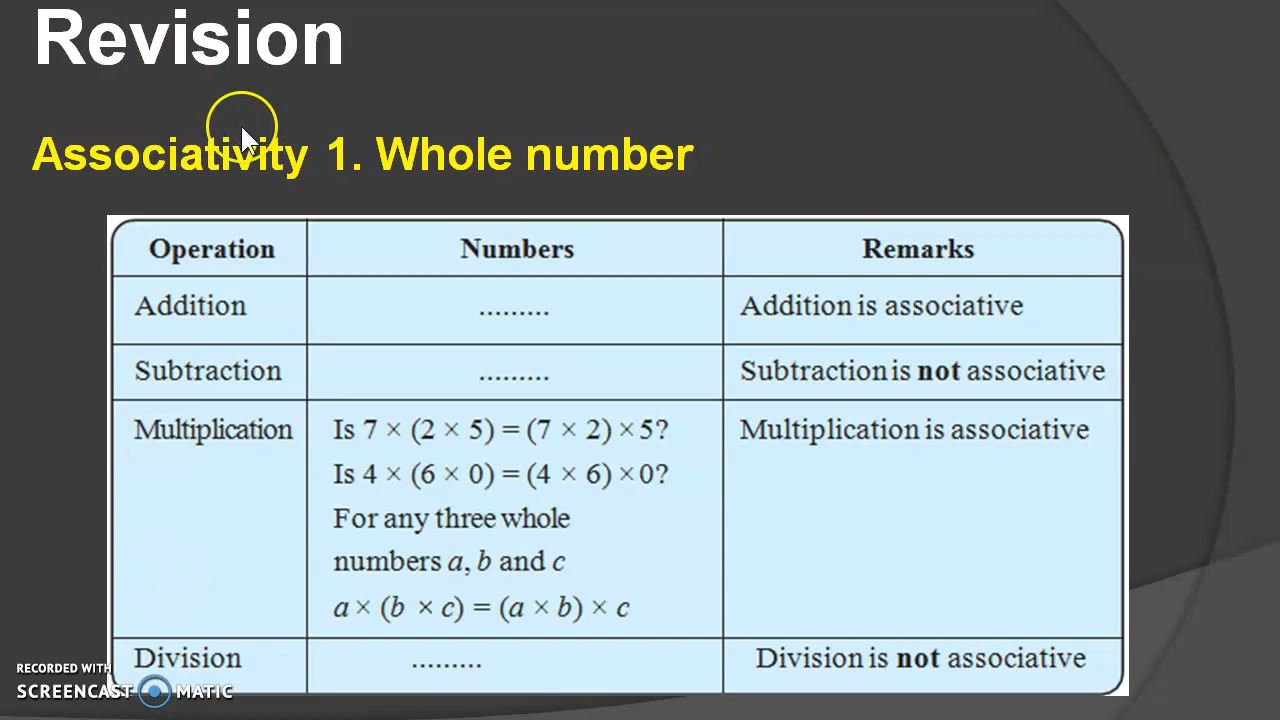 Revision
Associativity 1. Whole number
Operation Numbers Remarks
Addition ......... Addition is associative
Subtraction ......... Subtraction is not associative
Multiplication Is 7 × (2 × 5) = (7 × 2) × 5? Multiplication is associative
Is 4 × (6 × 0) = (4 × 6) × 0?
For any three whole
numbers a, b and c
a × (b × c) = (a × b) × c
Division ......... Division is not associative
RECORDED WITH
SCREENCAST MATIC